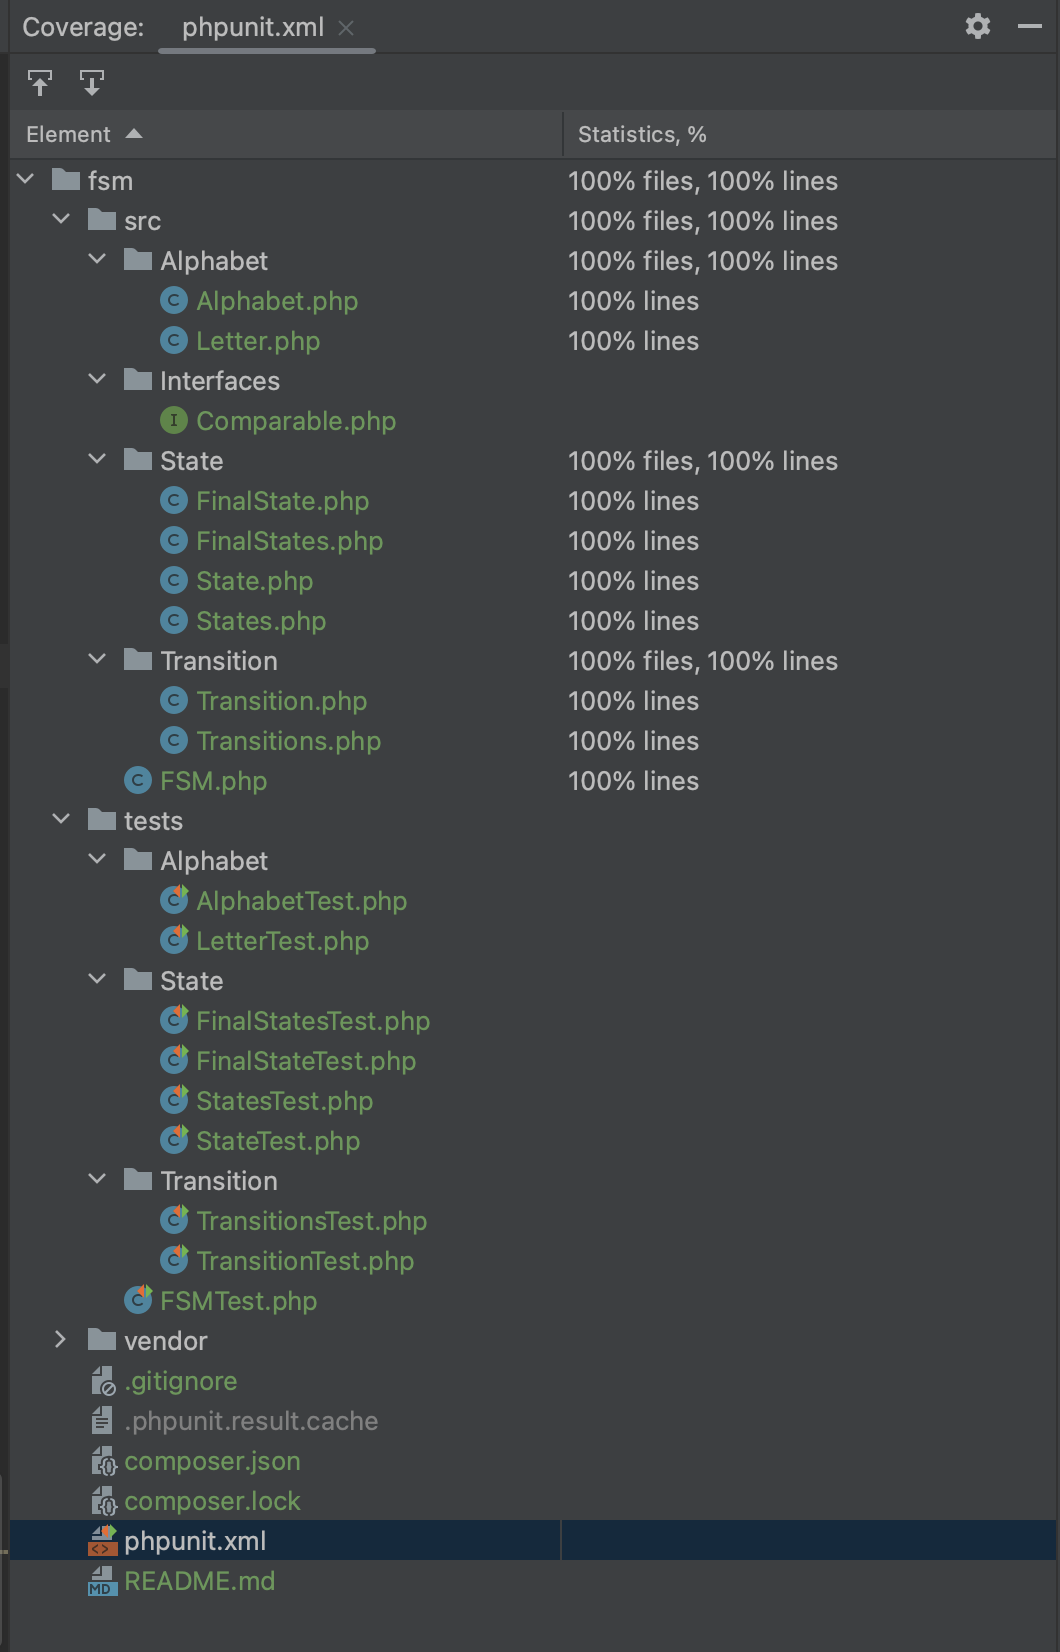 Coverage: phpunit.xml
Element Statistics, %
fsm 100% files, 100% lines
src 100% files, 100% lines
Alphabet 100% files, 100% lines
C Alphabet.php 100% lines
C Letter.php 100% lines
Interfaces
I Comparable.php
State 100% files, 100% lines
C FinalState.php 100% lines
C FinalStates.php 100% lines
C State.php 100% lines
C States.php 100% lines
Transition 100% files, 100% lines
C Transition.php 100% lines
C Transitions.php 100% lines
C FSM.php 100% lines
tests
Alphabet
C AlphabetTest.php
C LetterTest.php
State
C FinalStatesTest.php
C FinalStateTest.php
C StatesTest.php
C StateTest.php
Transition
C TransitionsTest.php
C TransitionTest.php
C FSMTest.php
vendor
.gitignore
.phpunit.result.cache
{} composer.json
{} composer.lock
<> phpunit.xml
MD README.md